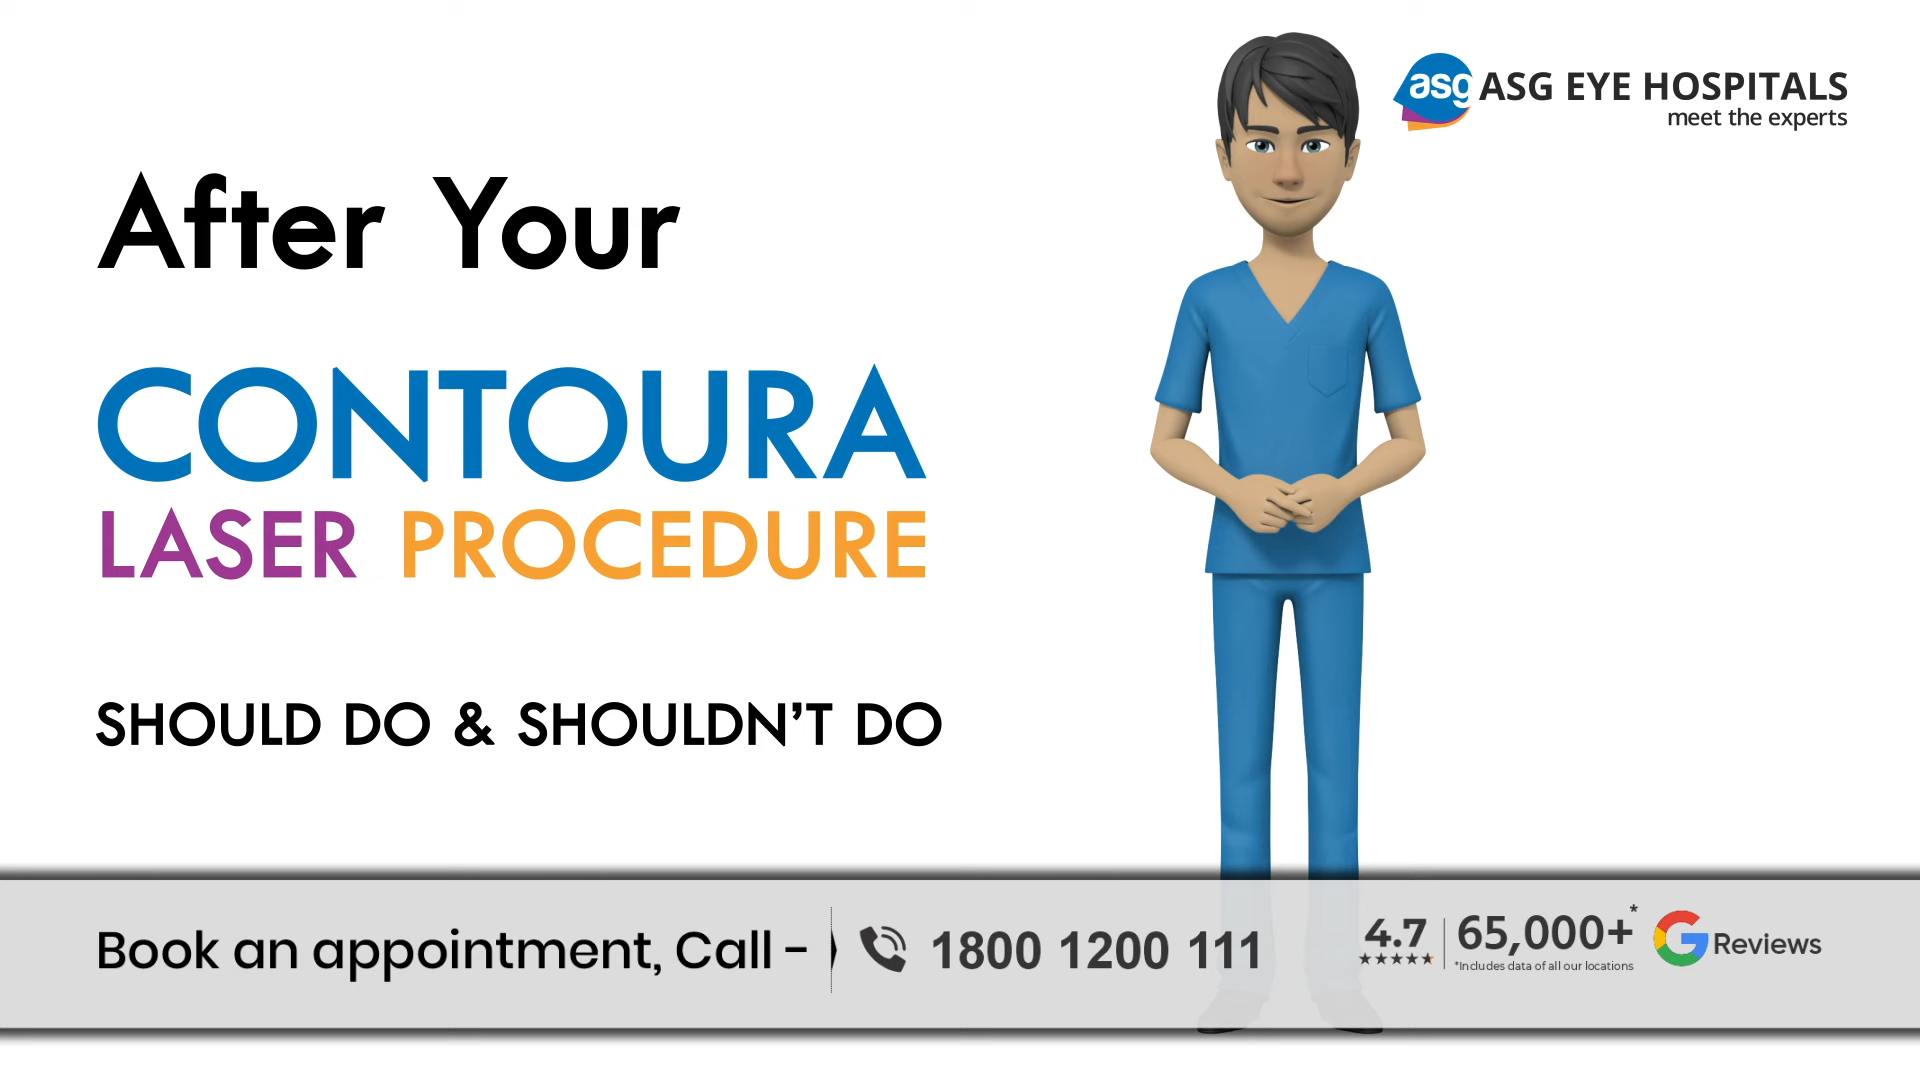 asg ASG EYE HOSPITALS
meet the experts
After Your
CONTOURA
LASER PROCEDURE
SHOULD DO & SHOULDN'T DO
Book an appointment, Call – 1800 1200 111
4.7
65,000+*
*Includes data of all our locations
G Reviews